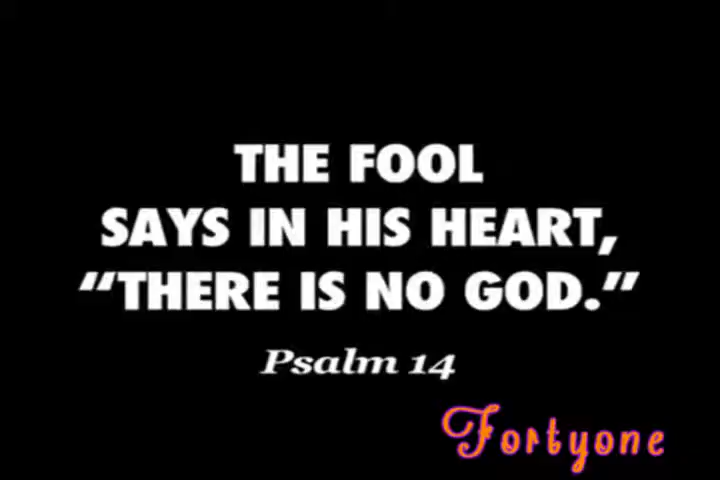 THE FOOL
SAYS IN HIS HEART,
“THERE IS NO GOD.”
Psalm 14
Fortyone